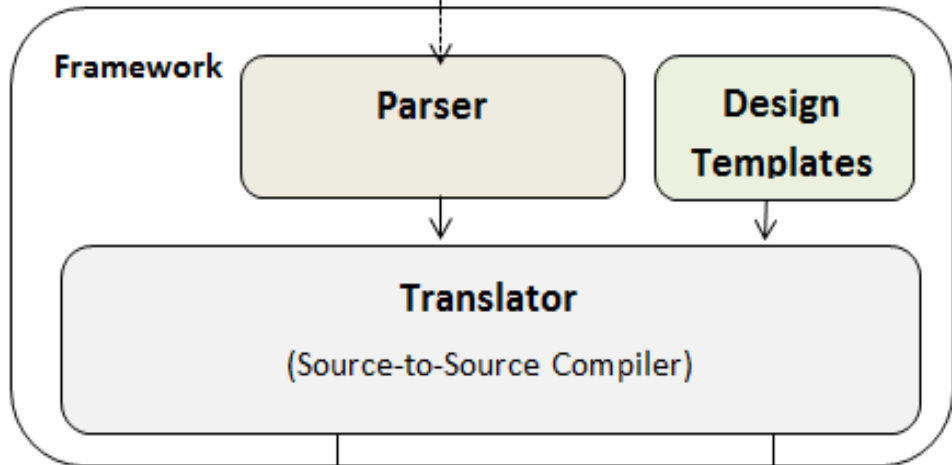 Framework
Parser
Design
Templates
Translator
(Source-to-Source Compiler)